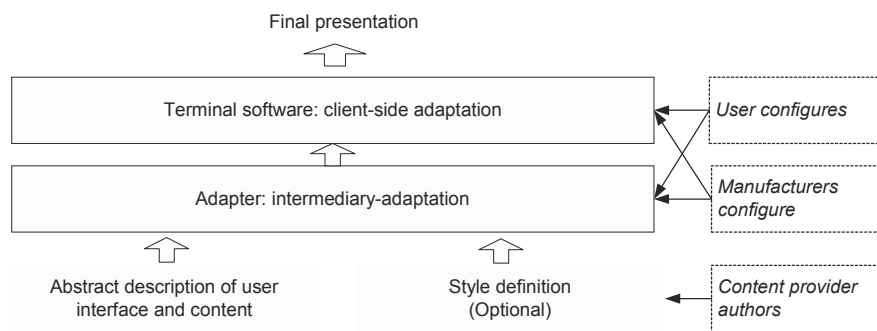 Final presentation
Terminal software: client-side adaptation
User configures
Adapter: intermediary-adaptation
Manufacturers
configure
Abstract description of user
interface and content
Style definition
(Optional)
Content provider
authors